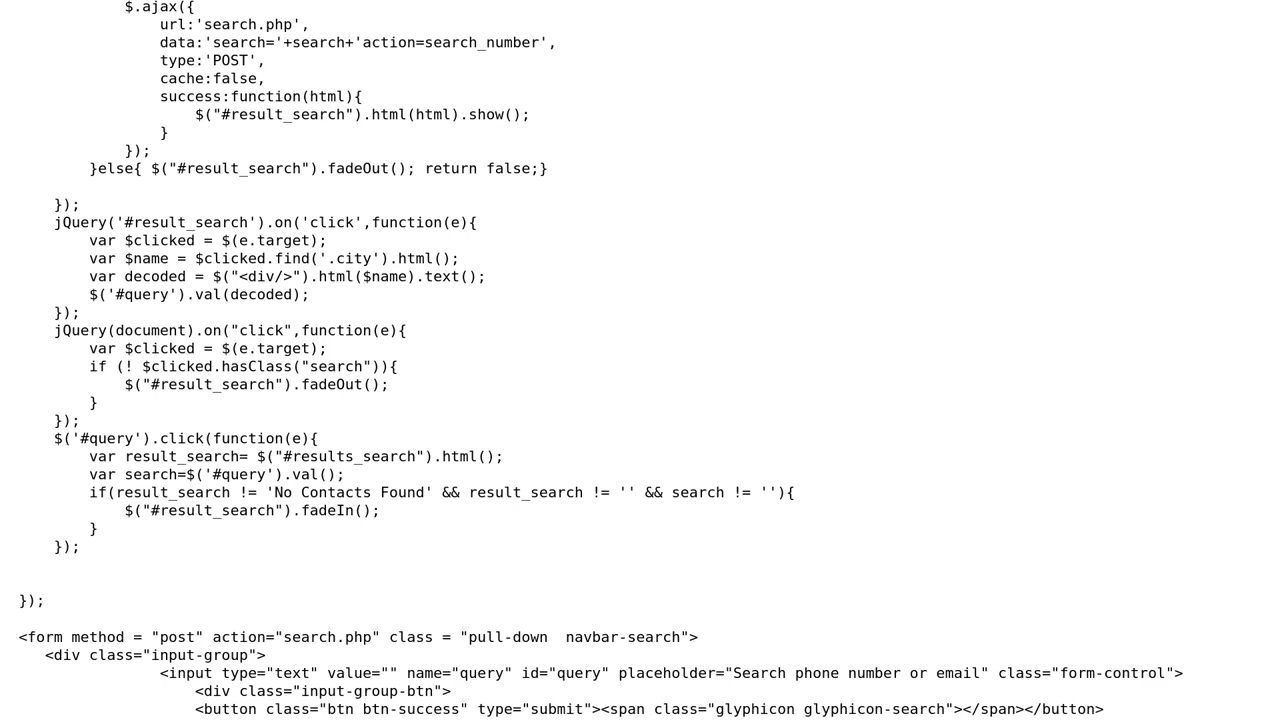 $.ajax({
url:'search.php',
data:'search='+search+'action=search_number',
type:'POST',
cache:false,
success:function(html){
$("#result_search").html(html).show();
}
});
}else{ $("#result_search").fadeOut(); return false;}
});
jQuery('#result_search').on('click',function(e){
var $clicked = $(e.target);
var $name = $clicked.find('.city').html();
var decoded = $("<div/>").html($name).text();
$('#query').val(decoded);
});
jQuery(document).on("click",function(e){
var $clicked = $(e.target);
if (! $clicked.hasClass("search")){
$("#result_search").fadeOut();
}
});
$('#query').click(function(e){
var result_search= $("#results_search").html();
var search=$('#query').val();
if(result_search != 'No Contacts Found' && result_search != '' && search != ''){
$("#result_search").fadeIn();
}
});
});
<form method = "post" action="search.php" class = "pull-down  navbar-search">
<div class="input-group">
<input type="text" value="" name="query" id="query" placeholder="Search phone number or email" class="form-control">
<div class="input-group-btn">
<button class="btn btn-success" type="submit"><span class="glyphicon glyphicon-search"></span></button>